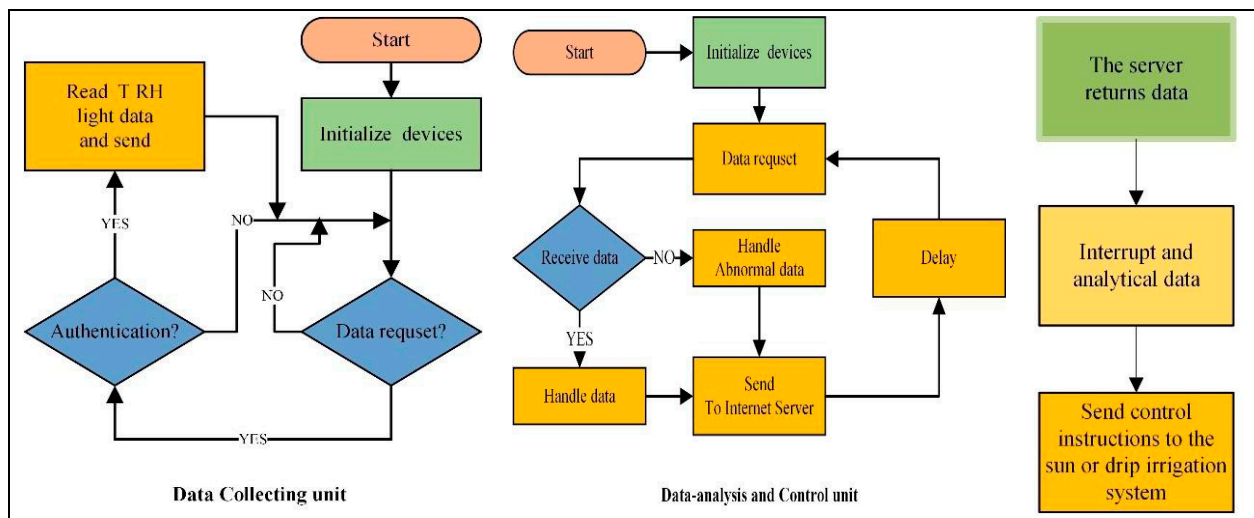 Start
Read T RH
light data
and send
Initialize devices
YES
NO
NO
Authentication?
Data requset?
YES
Data Collecting unit
Start
Initialize devices
Data requset
Receive data
NO
Handle
Abnormal data
Delay
YES
Handle data
Send
To Internet Server
Data-analysis and Control unit
The server
returns data
Interrupt and
analytical data
Send control
instructions to the
sun or drip irrigation
system